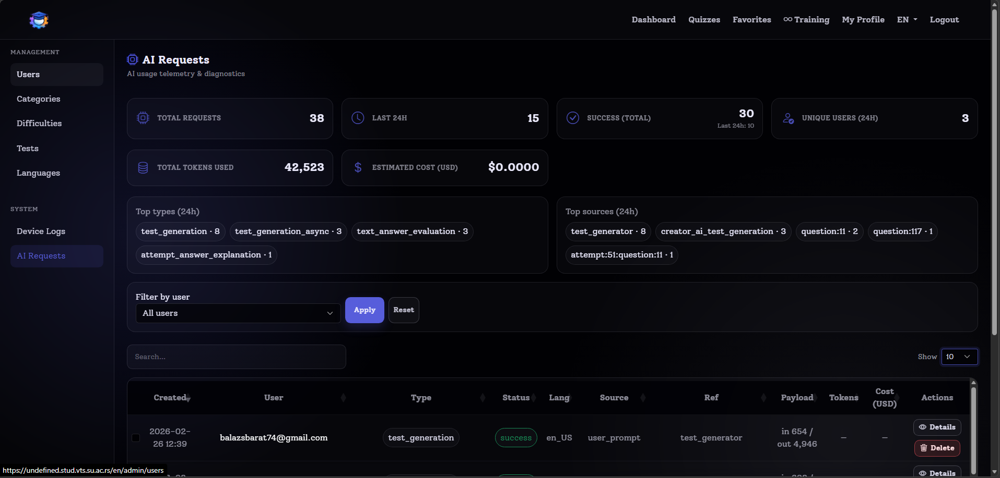 Dashboard Quizzes Favorites ∞ Training My Profile EN Logout
MANAGEMENT
Users
Categories
Difficulties
Tests
Languages
SYSTEM
Device Logs
AI Requests
AI Requests
AI usage telemetry & diagnostics
TOTAL REQUESTS 38
LAST 24H 15
SUCCESS (TOTAL) 30
Last 24h: 10
UNIQUE USERS (24H) 3
TOTAL TOKENS USED 42,523
ESTIMATED COST (USD) $0.0000
Top types (24h)
test_generation · 8 test_generation_async · 3 text_answer_evaluation · 3
attempt_answer_explanation · 1
Top sources (24h)
test_generator · 8 creator_ai_test_generation · 3 question:11 · 2 question:117 · 1
attempt:51:question:11 · 1
Filter by user
All users Apply Reset
Search... Show 10
Created User Type Status Lang Source Ref Payload Tokens Cost (USD) Actions
2026-02-26 12:39 balazsbarat74@gmail.com test_generation success en_US user_prompt test_generator in 654 / out 4,946 — — Details
Delete
Details
https://undefined.stud.vts.su.ac.rs/en/admin/users